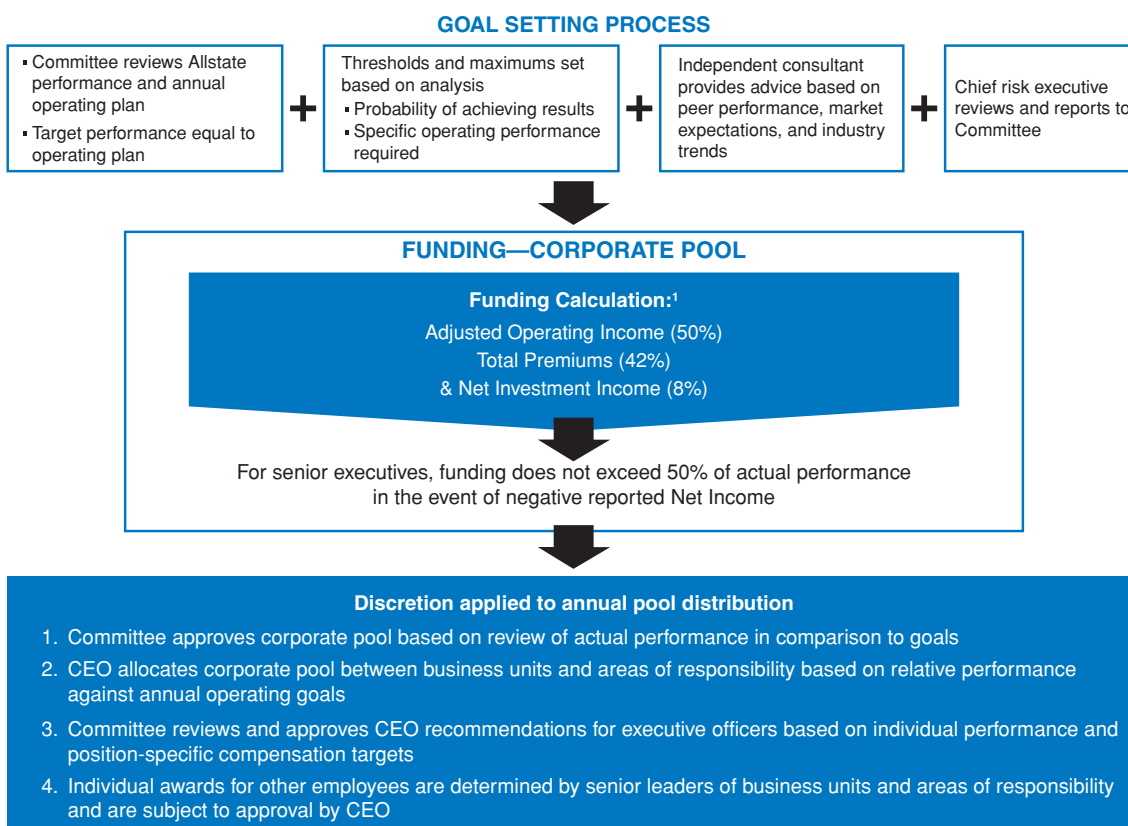 GOAL SETTING PROCESS
▪ Committee reviews Allstate
performance and annual
operating plan
▪ Target performance equal to
operating plan
+
Thresholds and maximums set
based on analysis
▪ Probability of achieving results
▪ Specific operating performance
required
+
Independent consultant
provides advice based on
peer performance, market
expectations, and industry
trends
+
Chief risk executive
reviews and reports to
Committee
FUNDING—CORPORATE POOL
Funding Calculation:¹
Adjusted Operating Income (50%)
Total Premiums (42%)
& Net Investment Income (8%)
For senior executives, funding does not exceed 50% of actual performance
in the event of negative reported Net Income
Discretion applied to annual pool distribution
1. Committee approves corporate pool based on review of actual performance in comparison to goals
2. CEO allocates corporate pool between business units and areas of responsibility based on relative performance
against annual operating goals
3. Committee reviews and approves CEO recommendations for executive officers based on individual performance and
position-specific compensation targets
4. Individual awards for other employees are determined by senior leaders of business units and areas of responsibility
and are subject to approval by CEO